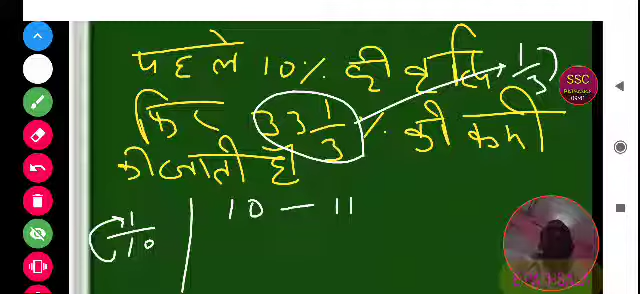 पहले 10% की वृद्धि 1/3
फिर 33 1/3 % की कमी
की जाती है
1/10 | 10 — 11
SSC